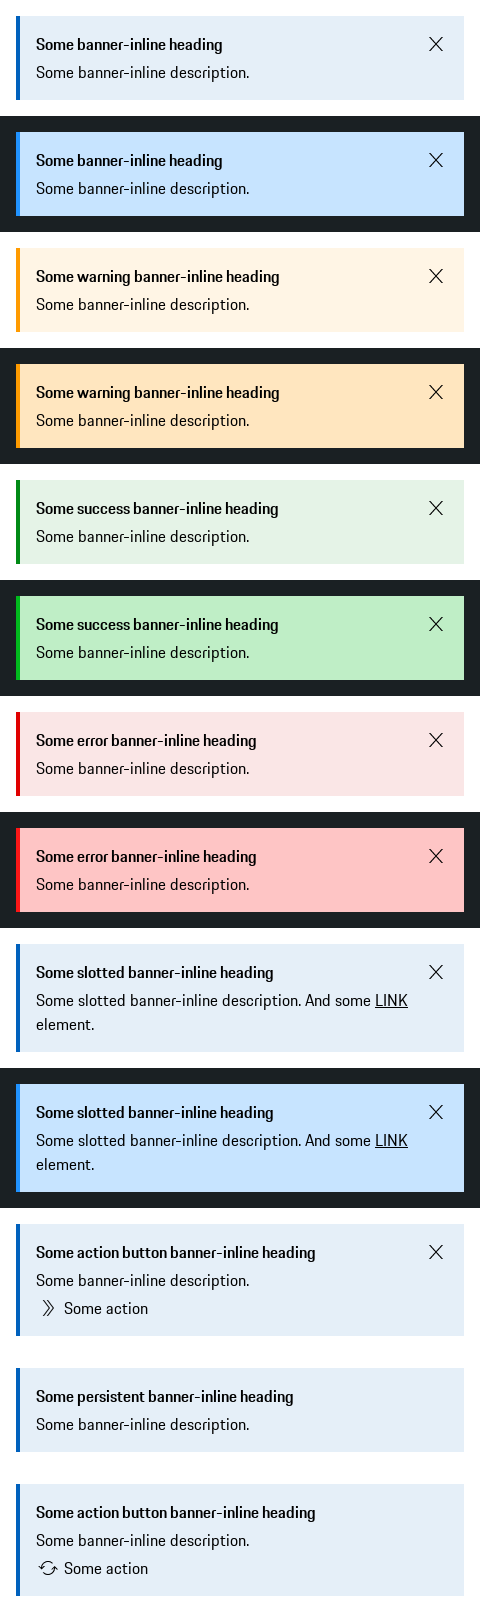 Some banner-inline heading
Some banner-inline description.
Some banner-inline heading
Some banner-inline description.
Some warning banner-inline heading
Some banner-inline description.
Some warning banner-inline heading
Some banner-inline description.
Some success banner-inline heading
Some banner-inline description.
Some success banner-inline heading
Some banner-inline description.
Some error banner-inline heading
Some banner-inline description.
Some error banner-inline heading
Some banner-inline description.
Some slotted banner-inline heading
Some slotted banner-inline description. And some LINK
element.
Some slotted banner-inline heading
Some slotted banner-inline description. And some LINK
element.
Some action button banner-inline heading
Some banner-inline description.
Some action
Some persistent banner-inline heading
Some banner-inline description.
Some action button banner-inline heading
Some banner-inline description.
Some action